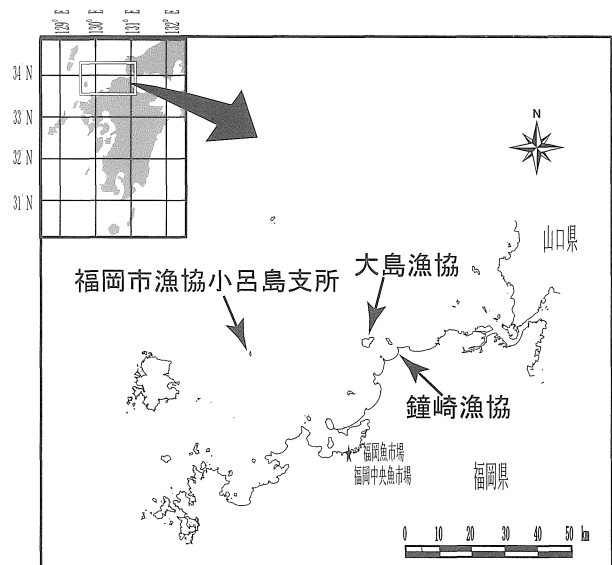 129° E
130° E
131° E
132° E
34° N
33° N
32° N
31° N
N
山口県
大島漁協
福岡市漁協小呂島支所
鐘崎漁協
福岡魚市場
福岡中央魚市場
福岡県
0 10 20 30 40 50 km